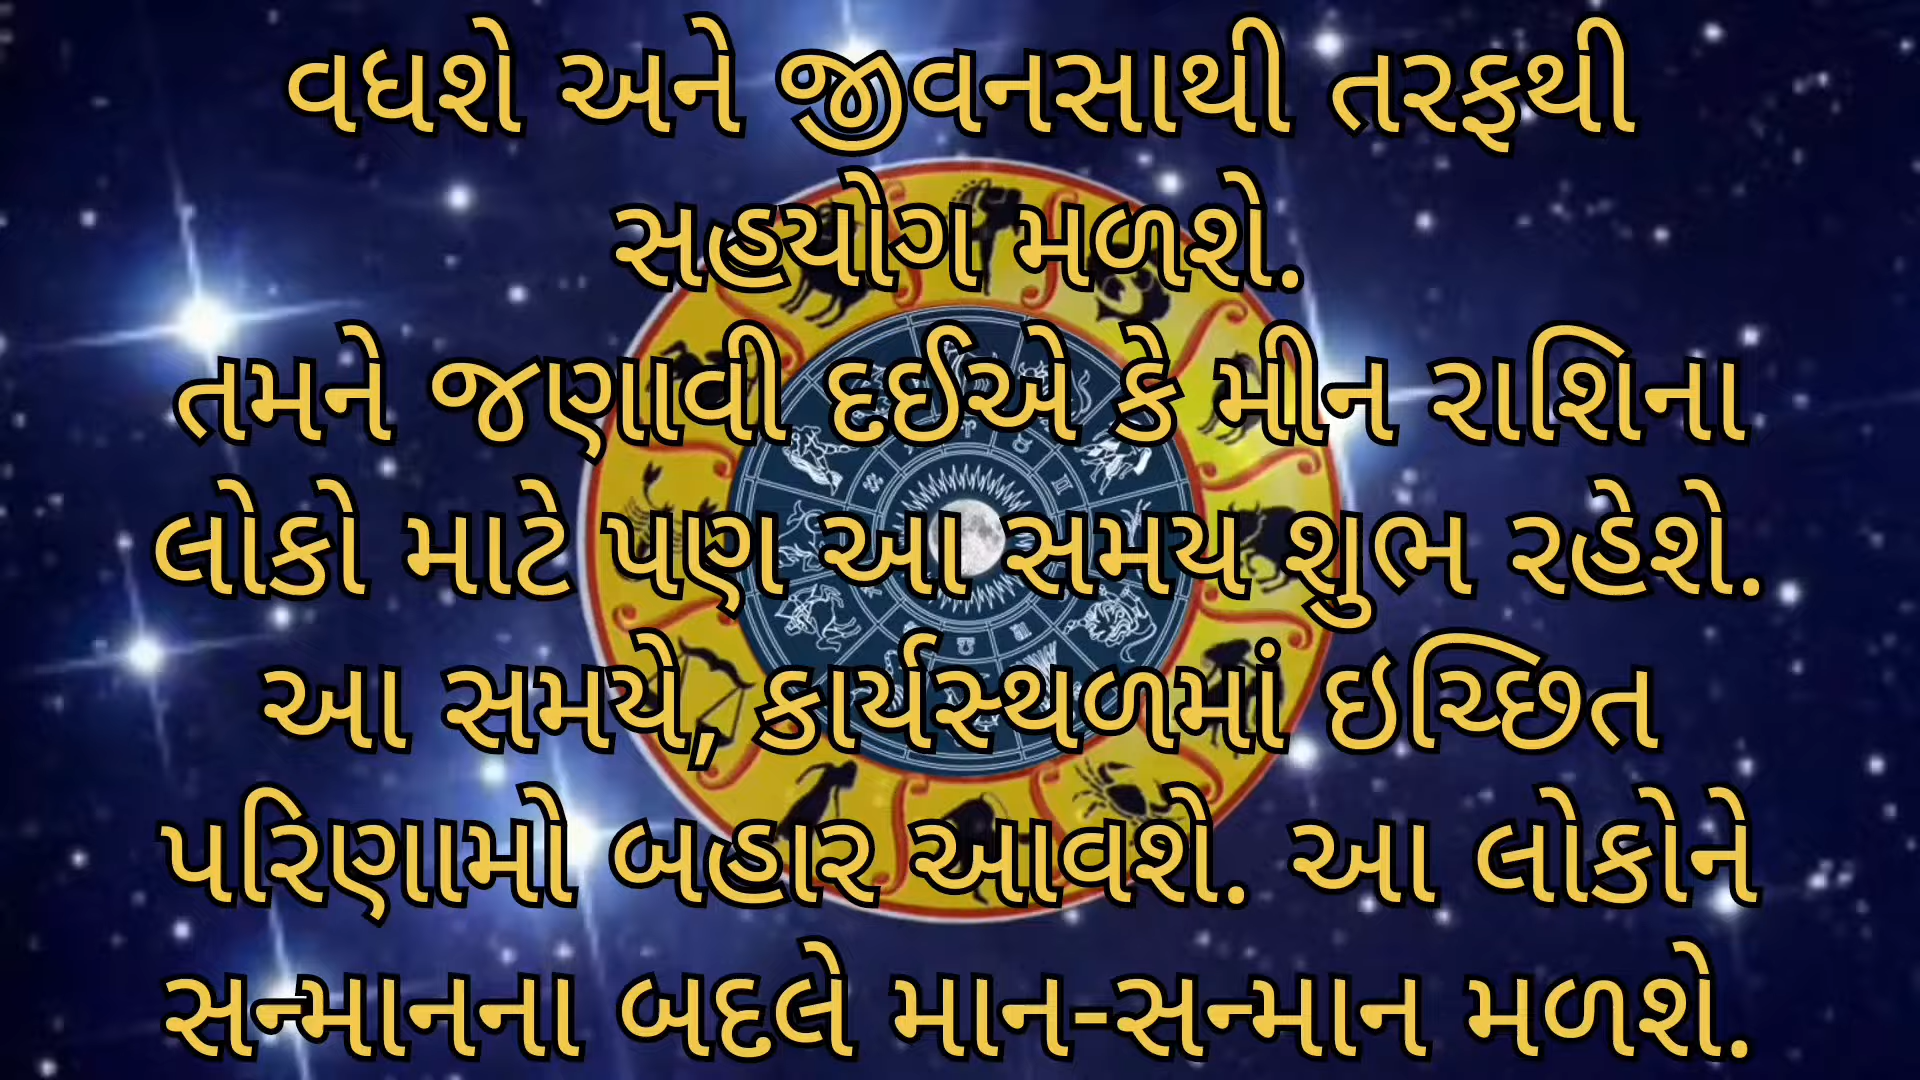 વધશે અને જીવનસાથી તરફથી
સહયોગ મળશે.
તમને જણાવી દઈએ કે મીન રાશિના
લોકો માટે પણ આ સમય શુભ રહેશે.
આ સમયે, કાર્યસ્થળમાં ઇચ્છિત
પરિણામો બહાર આવશે. આ લોકોને
સન્માનના બદલે માન-સન્માન મળશે.